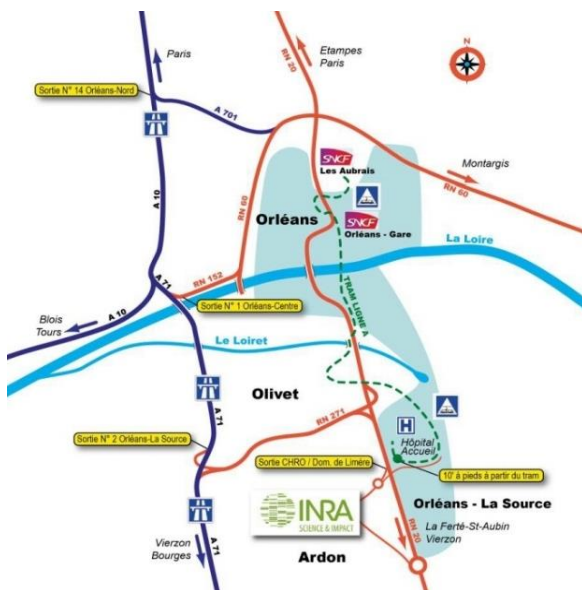 Paris
RN 20
Etampes
Paris
N
Sortie N° 14 Orléans-Nord
A 701
SNCF
Les Aubrais
Montargis
RN 60
A 10
RN 60
Orléans
SNCF
Orléans - Gare
La Loire
A 71
RN 152
Sortie N° 1 Orléans-Centre
TRAM LIGNE A
Blois
Tours
A 10
Le Loiret
A 71
Olivet
RN 271
Sortie N° 2 Orléans-La Source
H
Hôpital
Accueil
Sortie CHRO / Dom. de Limère
10' à pieds à partir du tram
INRA
SCIENCE & IMPACT
Orléans - La Source
RN 20
La Ferté-St-Aubin
Vierzon
Vierzon
Bourges
A 71
Ardon